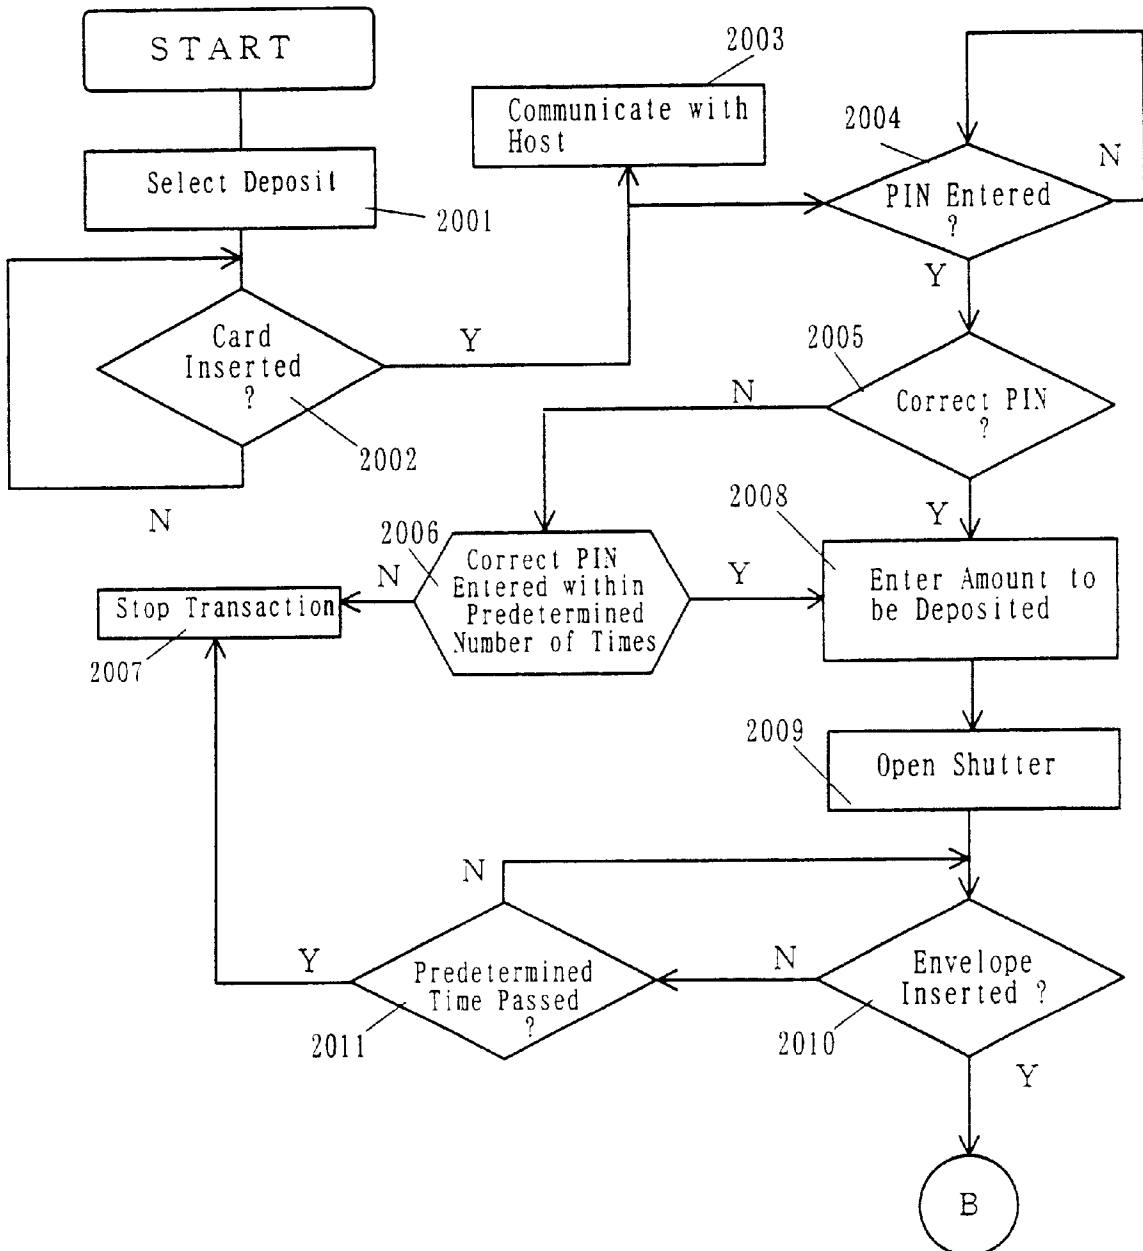 START
Select Deposit
2001
Card
Inserted
?
2002
Y
N
2003
Communicate with
Host
2004
PIN Entered
?
N
Y
2005
Correct PIN
?
N
Y
2006
Correct PIN
Entered within
Predetermined
Number of Times
N
Y
Stop Transaction
2007
2008
Enter Amount to
be Deposited
2009
Open Shutter
Envelope
Inserted ?
2010
N
Y
Predetermined
Time Passed
?
2011
N
Y
B